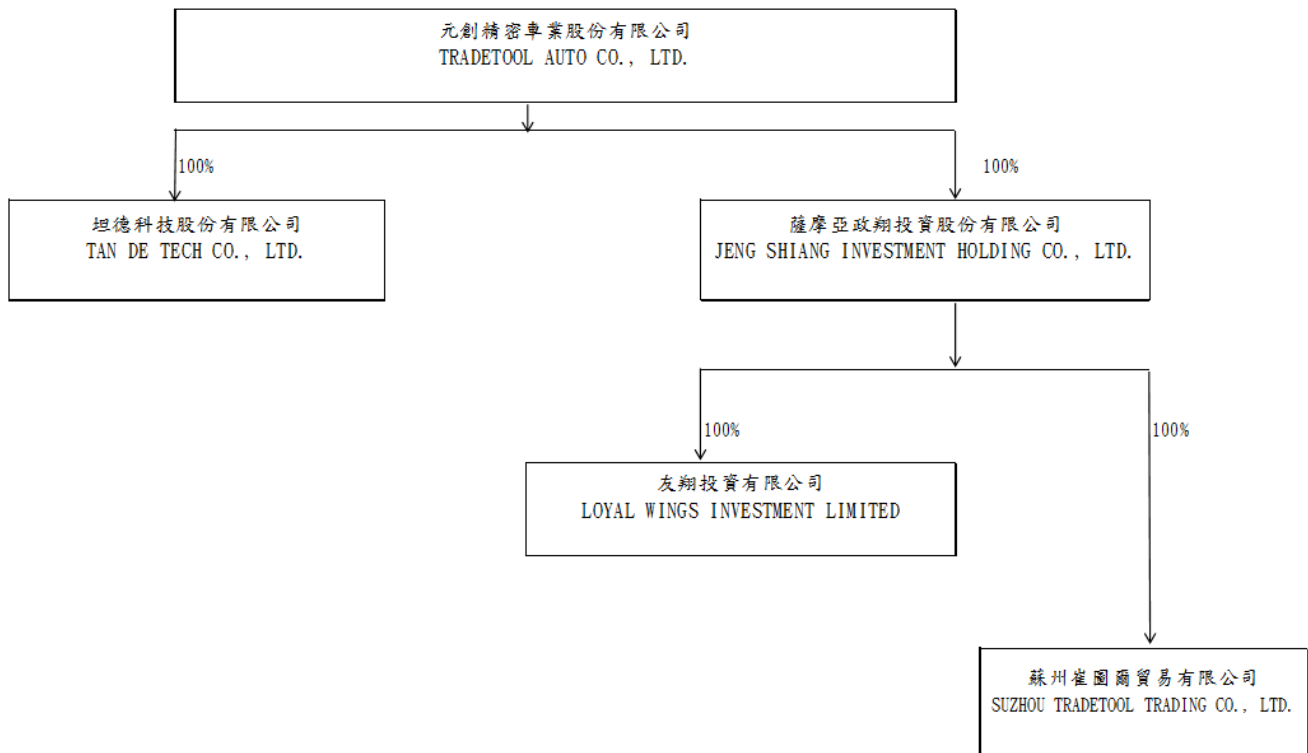 元創精密車業股份有限公司
TRADETOOL AUTO CO., LTD.
100%
100%
坦德科技股份有限公司
TAN DE TECH CO., LTD.
薩摩亞政翔投資股份有限公司
JENG SHIANG INVESTMENT HOLDING CO., LTD.
100%
100%
友翔投資有限公司
LOYAL WINGS INVESTMENT LIMITED
蘇州崔圖爾貿易有限公司
SUZHOU TRADETOOL TRADING CO., LTD.